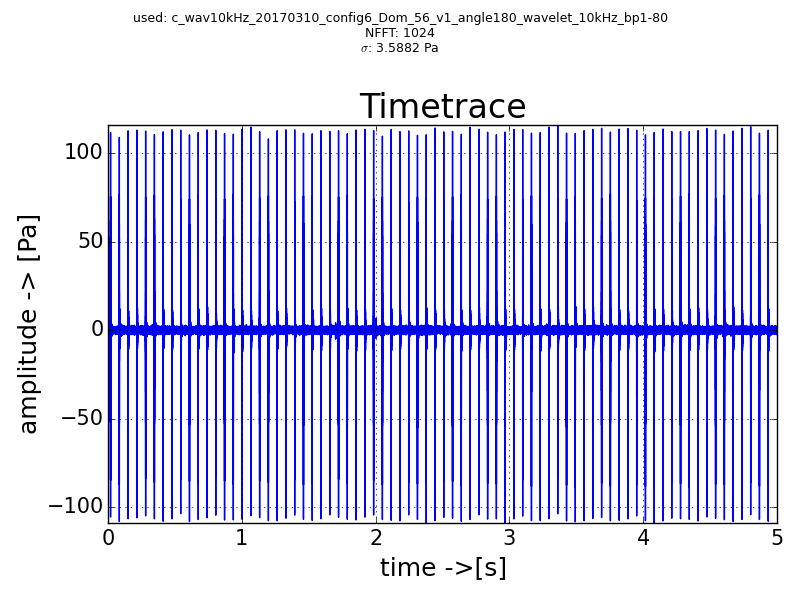 used: c_wav10kHz_20170310_config6_Dom_56_v1_angle180_wavelet_10kHz_bp1-80
NFFT: 1024
σ: 3.5882 Pa
Timetrace
100
50
0
−50
−100
amplitude -> [Pa]
0 1 2 3 4 5
time ->[s]